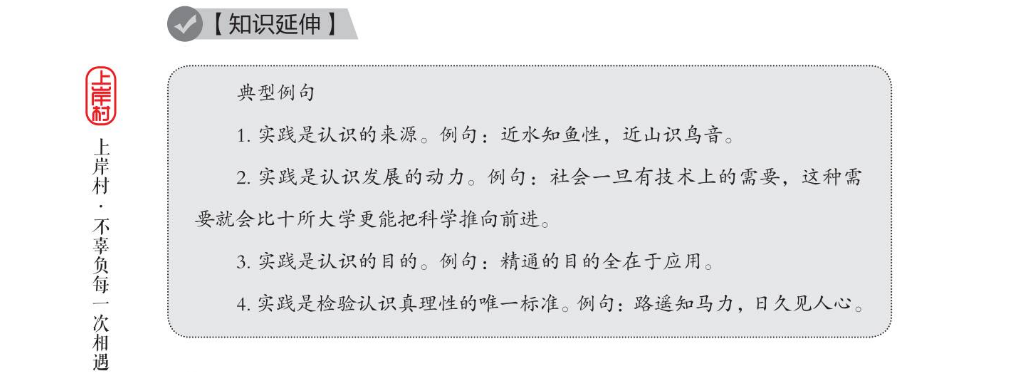 【知识延伸】
上岸村
上岸村·不辜负每一次相遇
典型例句
1. 实践是认识的来源。例句：近水知鱼性，近山识鸟音。
2. 实践是认识发展的动力。例句：社会一旦有技术上的需要，这种需
要就会比十所大学更能把科学推向前进。
3. 实践是认识的目的。例句：精通的目的全在于应用。
4. 实践是检验认识真理性的唯一标准。例句：路遥知马力，日久见人心。